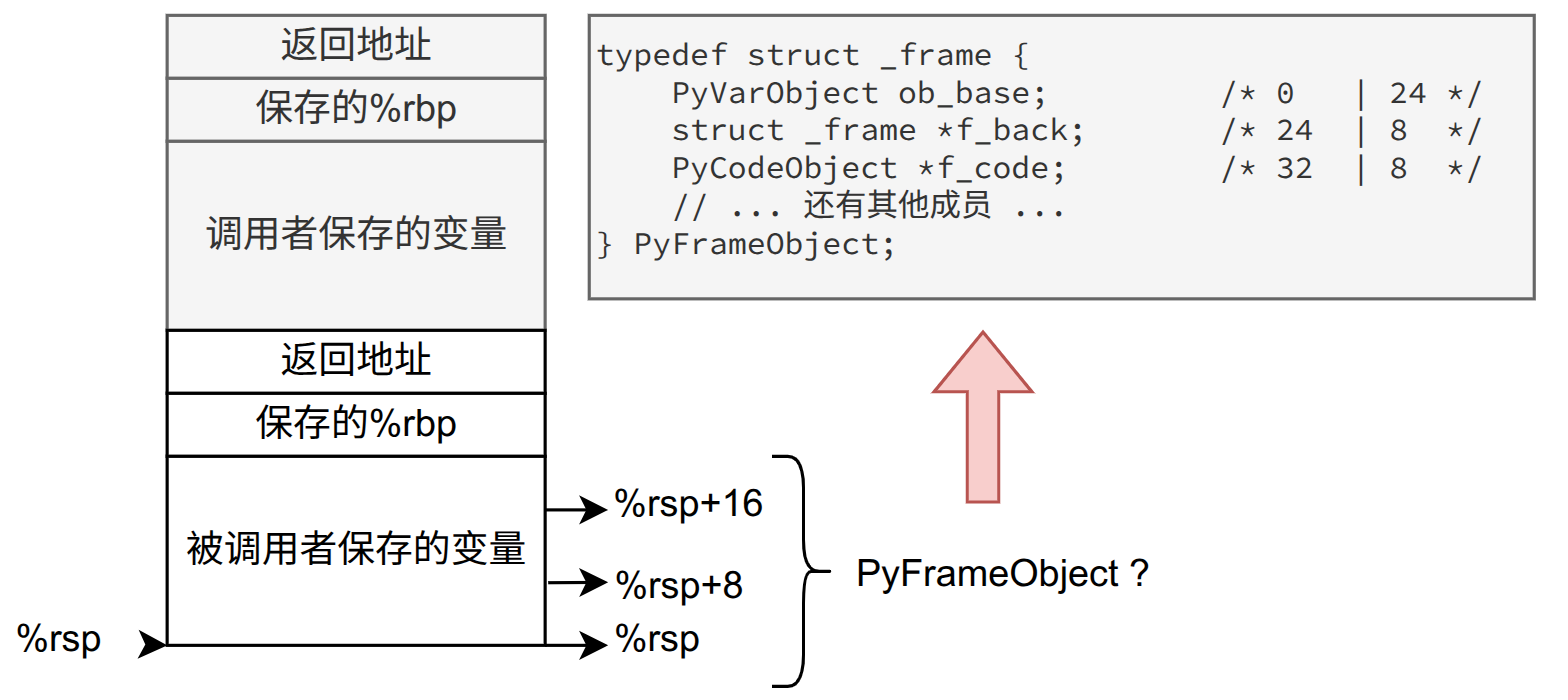 返回地址
保存的%rbp
调用者保存的变量
返回地址
保存的%rbp
被调用者保存的变量
%rsp
typedef struct _frame {
    PyVarObject ob_base;         /* 0   | 24 */
    struct _frame *f_back;       /* 24  | 8  */
    PyCodeObject *f_code;        /* 32  | 8  */
    // ... 还有其他成员 ...
} PyFrameObject;
%rsp+16
%rsp+8
%rsp
PyFrameObject ?